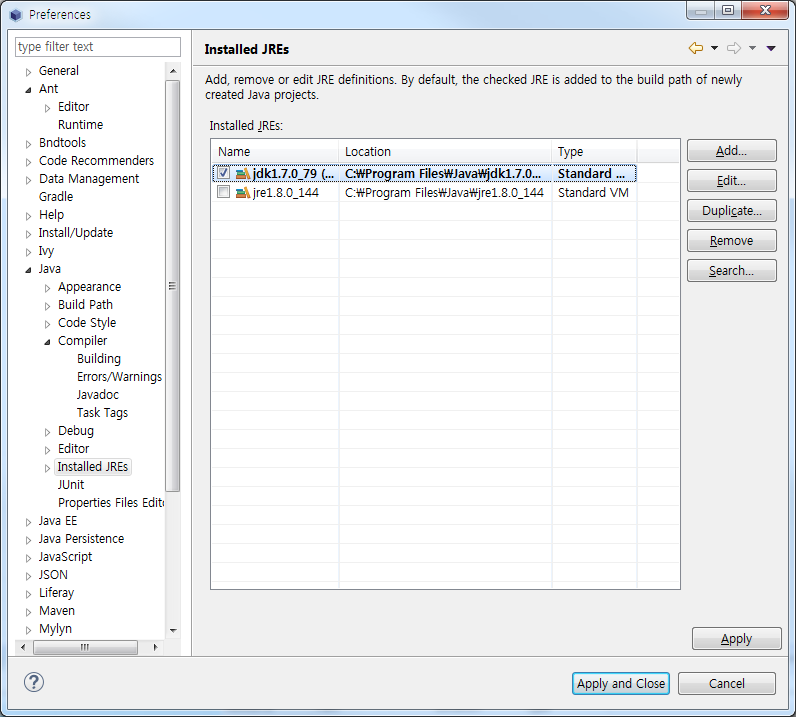 Preferences
type filter text
General
Ant
Editor
Runtime
Bndtools
Code Recommenders
Data Management
Gradle
Help
Install/Update
Ivy
Java
Appearance
Build Path
Code Style
Compiler
Building
Errors/Warnings
Javadoc
Task Tags
Debug
Editor
Installed JREs
JUnit
Properties Files Edito
Java EE
Java Persistence
JavaScript
JSON
Liferay
Maven
Mylyn
Installed JREs
Add, remove or edit JRE definitions. By default, the checked JRE is added to the build path of newly
created Java projects.
Installed JREs:
Name Location Type
jdk1.7.0_79 (... C:₩Program Files₩Java₩jdk1.7.0... Standard ...
jre1.8.0_144 C:₩Program Files₩Java₩jre1.8.0_144 Standard VM
Add...
Edit...
Duplicate...
Remove
Search...
Apply
?
Apply and Close Cancel